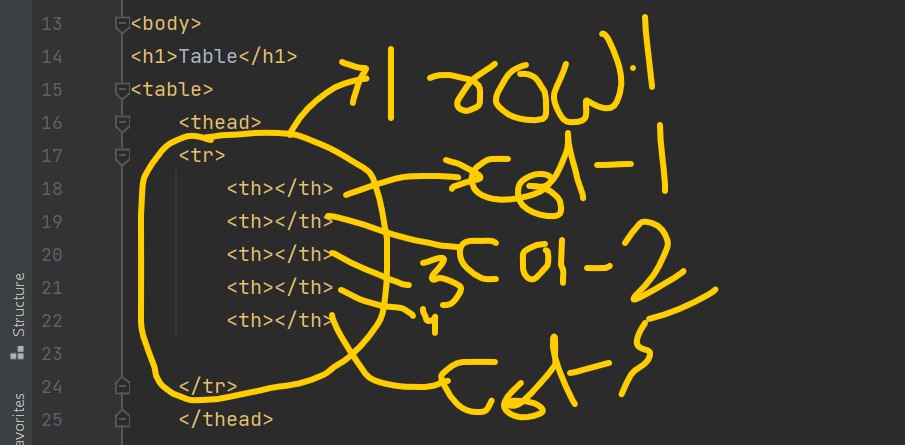 13 <body>
14 <h1>Table</h1>
15 <table>
16 <thead>
17 <tr>
18 <th></th>
19 <th></th>
20 <th></th>
21 <th></th>
22 <th></th>
23
24 </tr>
25 </thead>
1 row
col-1
col-2
3
4
col-5
Structure
avorites